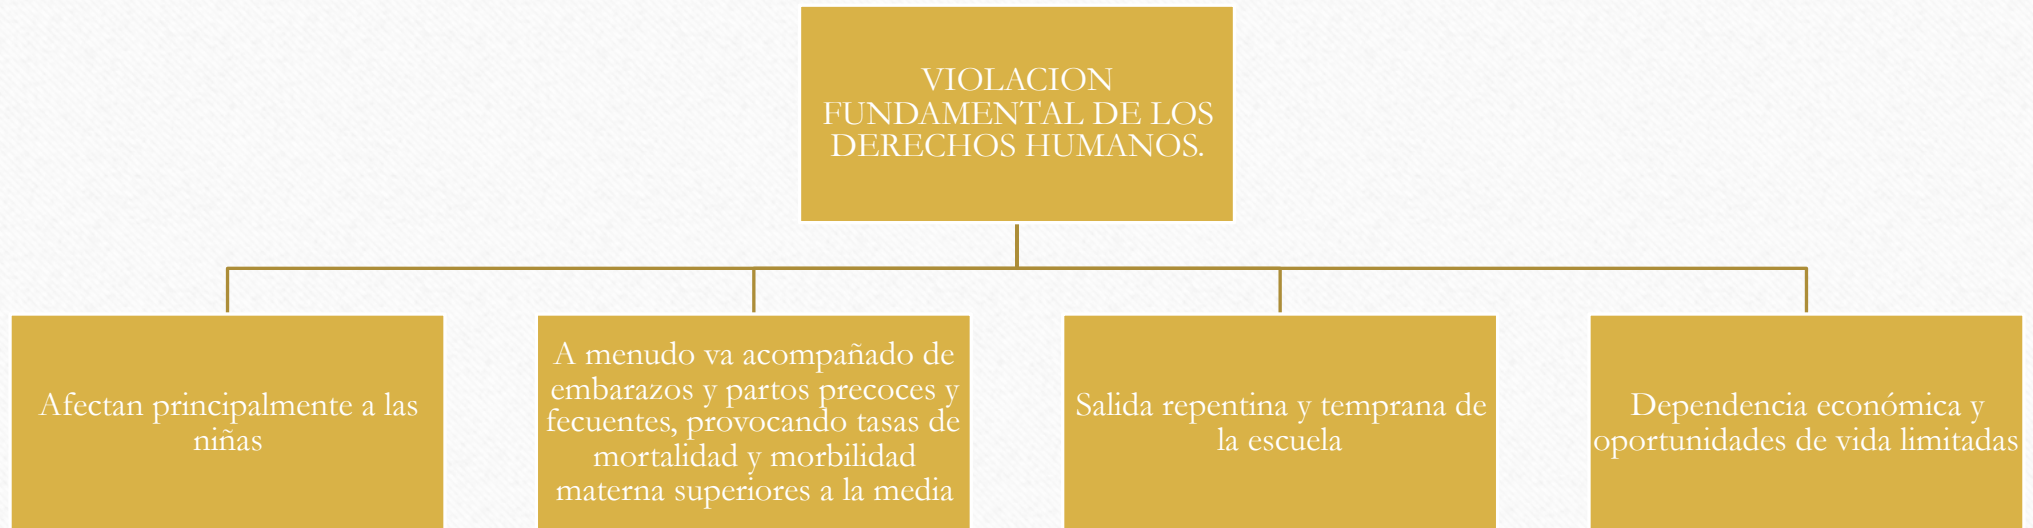 VIOLACION
FUNDAMENTAL DE LOS
DERECHOS HUMANOS.
Afectan principalmente a las
niñas
A menudo va acompañado de
embarazos y partos precoces y
fecuentes, provocando tasas de
mortalidad y morbilidad
materna superiores a la media
Salida repentina y temprana de
la escuela
Dependencia económica y
oportunidades de vida limitadas